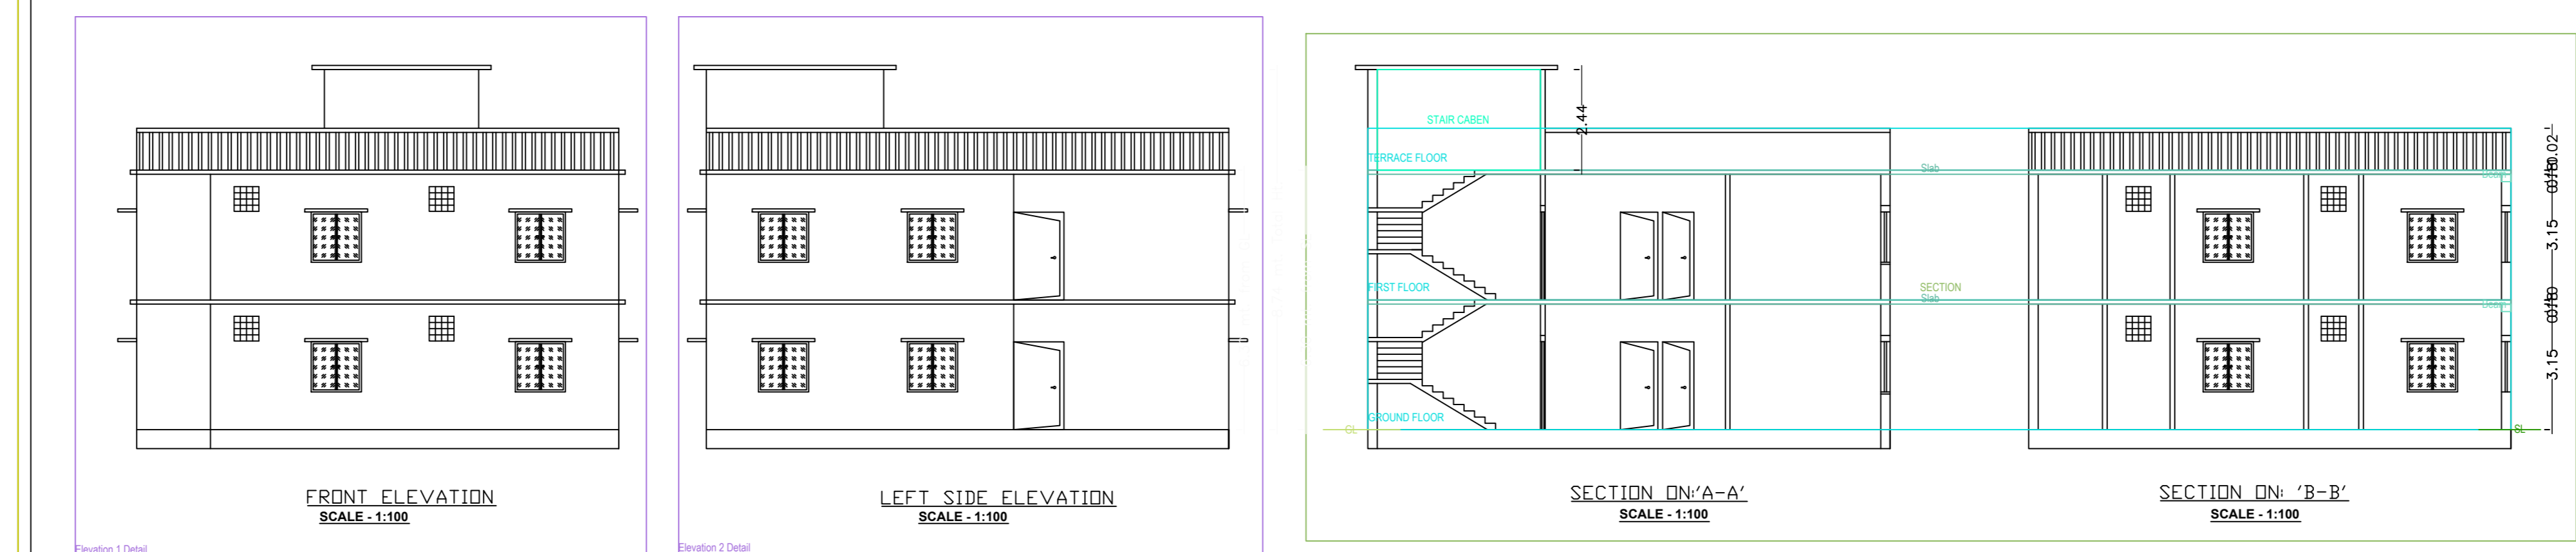 FRONT ELEVATION
SCALE - 1:100
Elevation 1 Detail
LEFT SIDE ELEVATION
SCALE - 1:100
Elevation 2 Detail
STAIR CABEN
2.44
TERRACE FLOOR
Slab
FIRST FLOOR
SECTION
Slab
GROUND FLOOR
GL
SECTION ON:'A-A'
SCALE - 1:100
3.15
3.15
GL
SECTION ON: 'B-B'
SCALE - 1:100